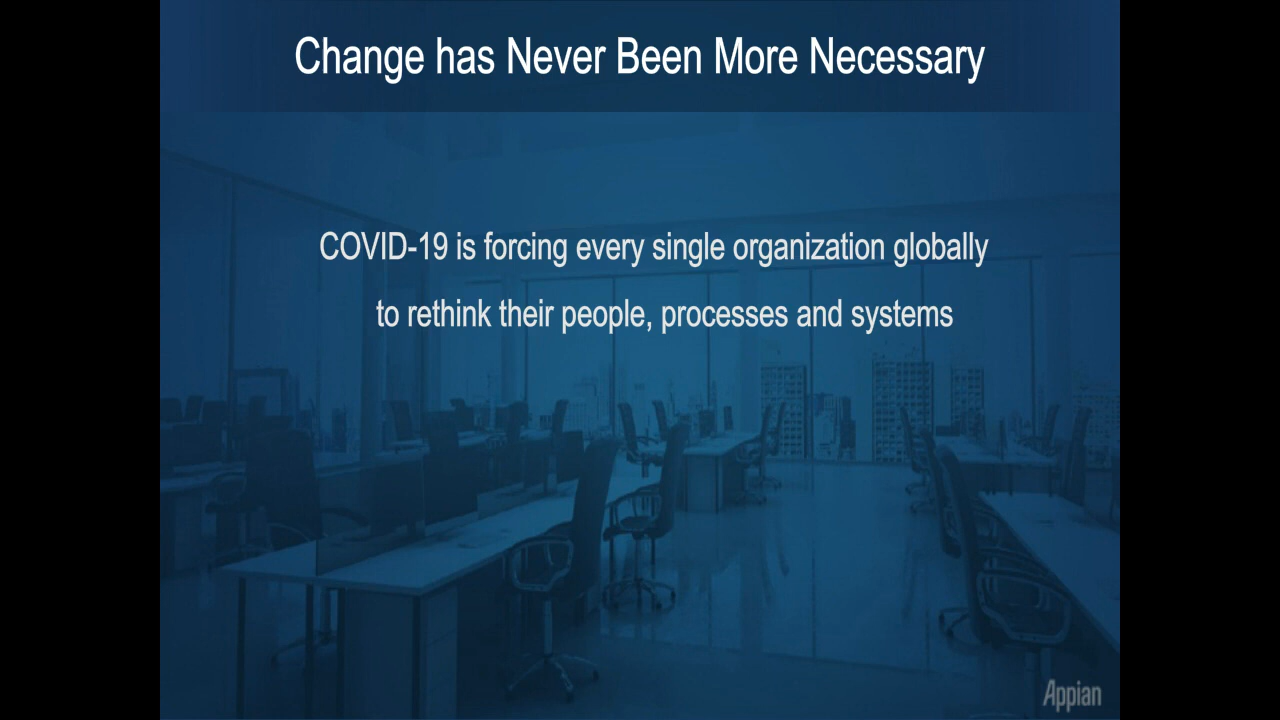 Change has Never Been More Necessary
COVID-19 is forcing every single organization globally
to rethink their people, processes and systems
Appian